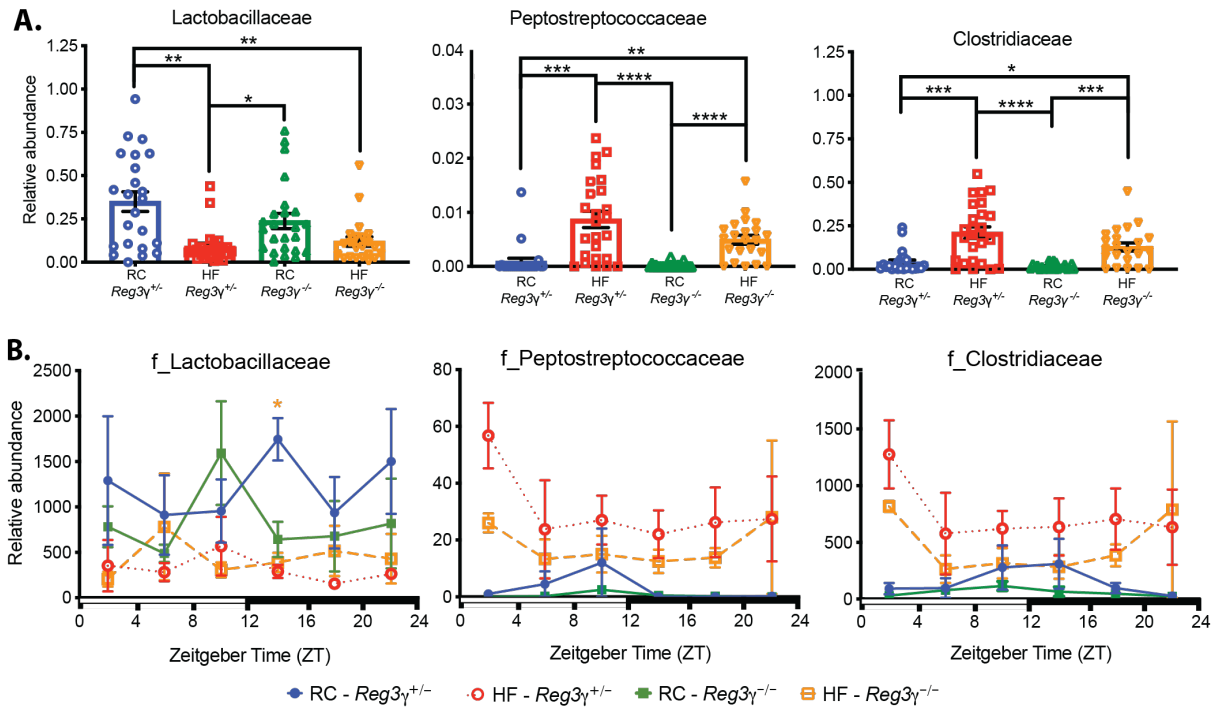 A.
Lactobacillaceae
Peptostreptococcaceae
Clostridiaceae
Relative abundance
1.25
1.00
0.75
0.50
0.25
0.00
**
**
*
RC HF RC HF
Reg3γ+/- Reg3γ+/- Reg3γ-/- Reg3γ-/-
0.04
0.03
0.02
0.01
0.00
**
***
****
****
RC HF RC HF
Reg3γ+/- Reg3γ+/- Reg3γ-/- Reg3γ-/-
1.25
1.00
0.75
0.50
0.25
0.00
*
***
****
***
RC HF RC HF
Reg3γ+/- Reg3γ+/- Reg3γ-/- Reg3γ-/-
B.
f_Lactobacillaceae
f_Peptostreptococcaceae
f_Clostridiaceae
Relative abundance
2500
2000
1500
1000
500
0
*
0 4 8 12 16 20 24
Zeitgeber Time (ZT)
80
60
40
20
0
0 4 8 12 16 20 24
Zeitgeber Time (ZT)
2000
1500
1000
500
0
0 4 8 12 16 20 24
Zeitgeber Time (ZT)
RC - Reg3γ+/− HF - Reg3γ+/− RC - Reg3γ−/− HF - Reg3γ−/−